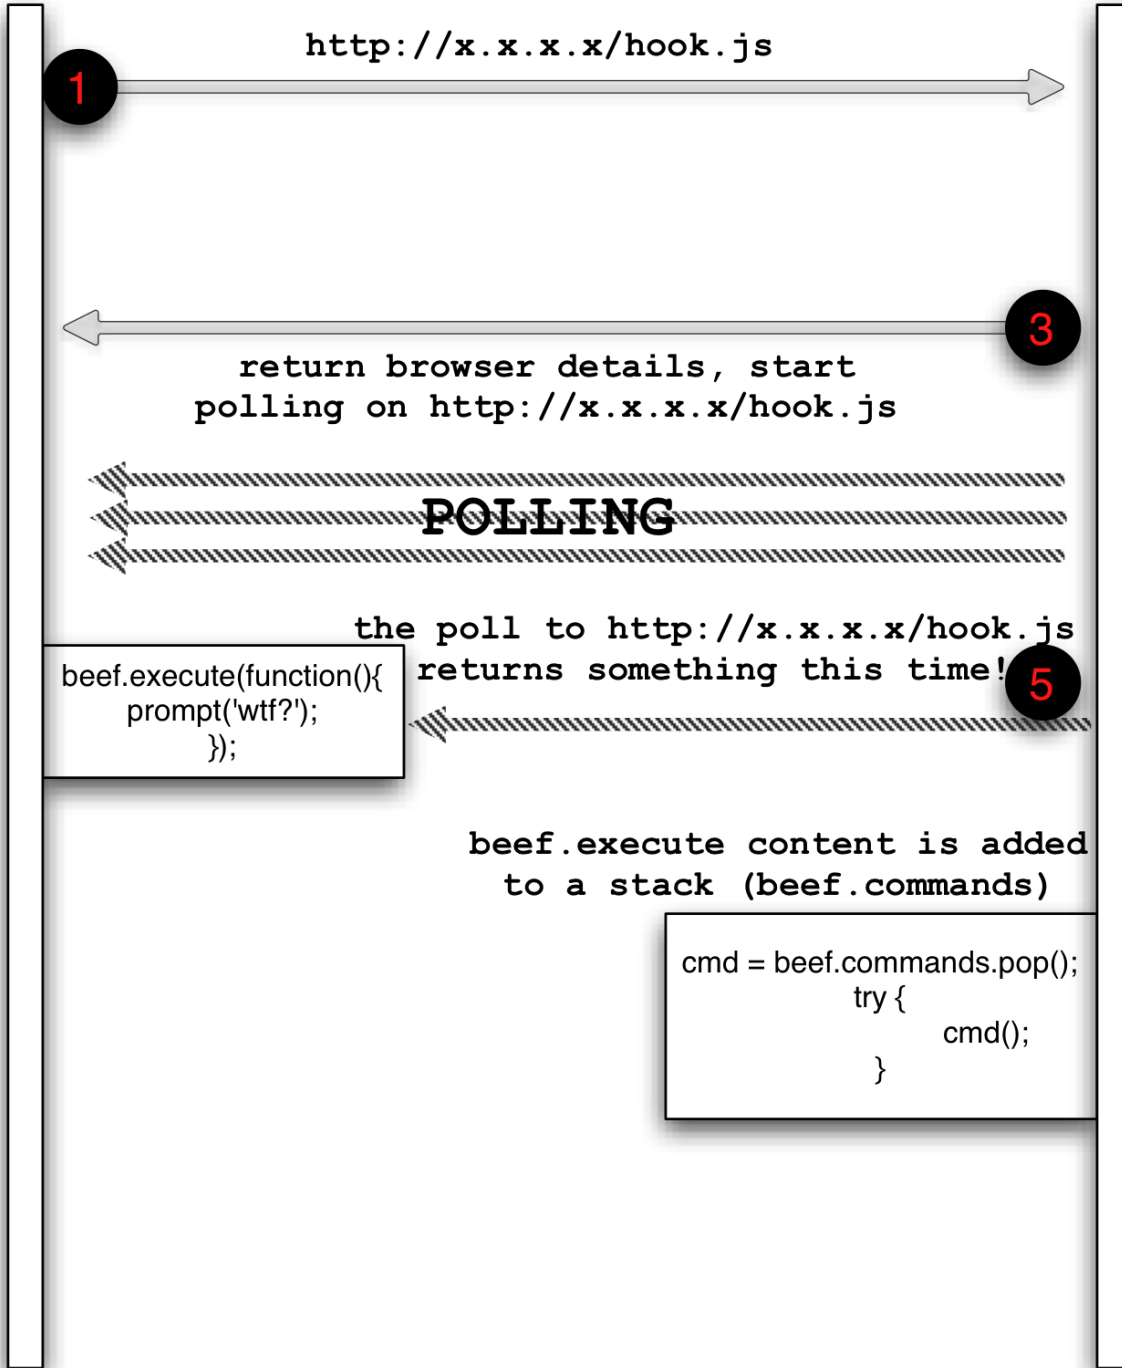 http://x.x.x.x/hook.js
1
3
return browser details, start
polling on http://x.x.x.x/hook.js
POLLING
the poll to http://x.x.x.x/hook.js
returns something this time!
5
beef.execute(function(){
prompt('wtf?');
});
beef.execute content is added
to a stack (beef.commands)
cmd = beef.commands.pop();
try {
cmd();
}